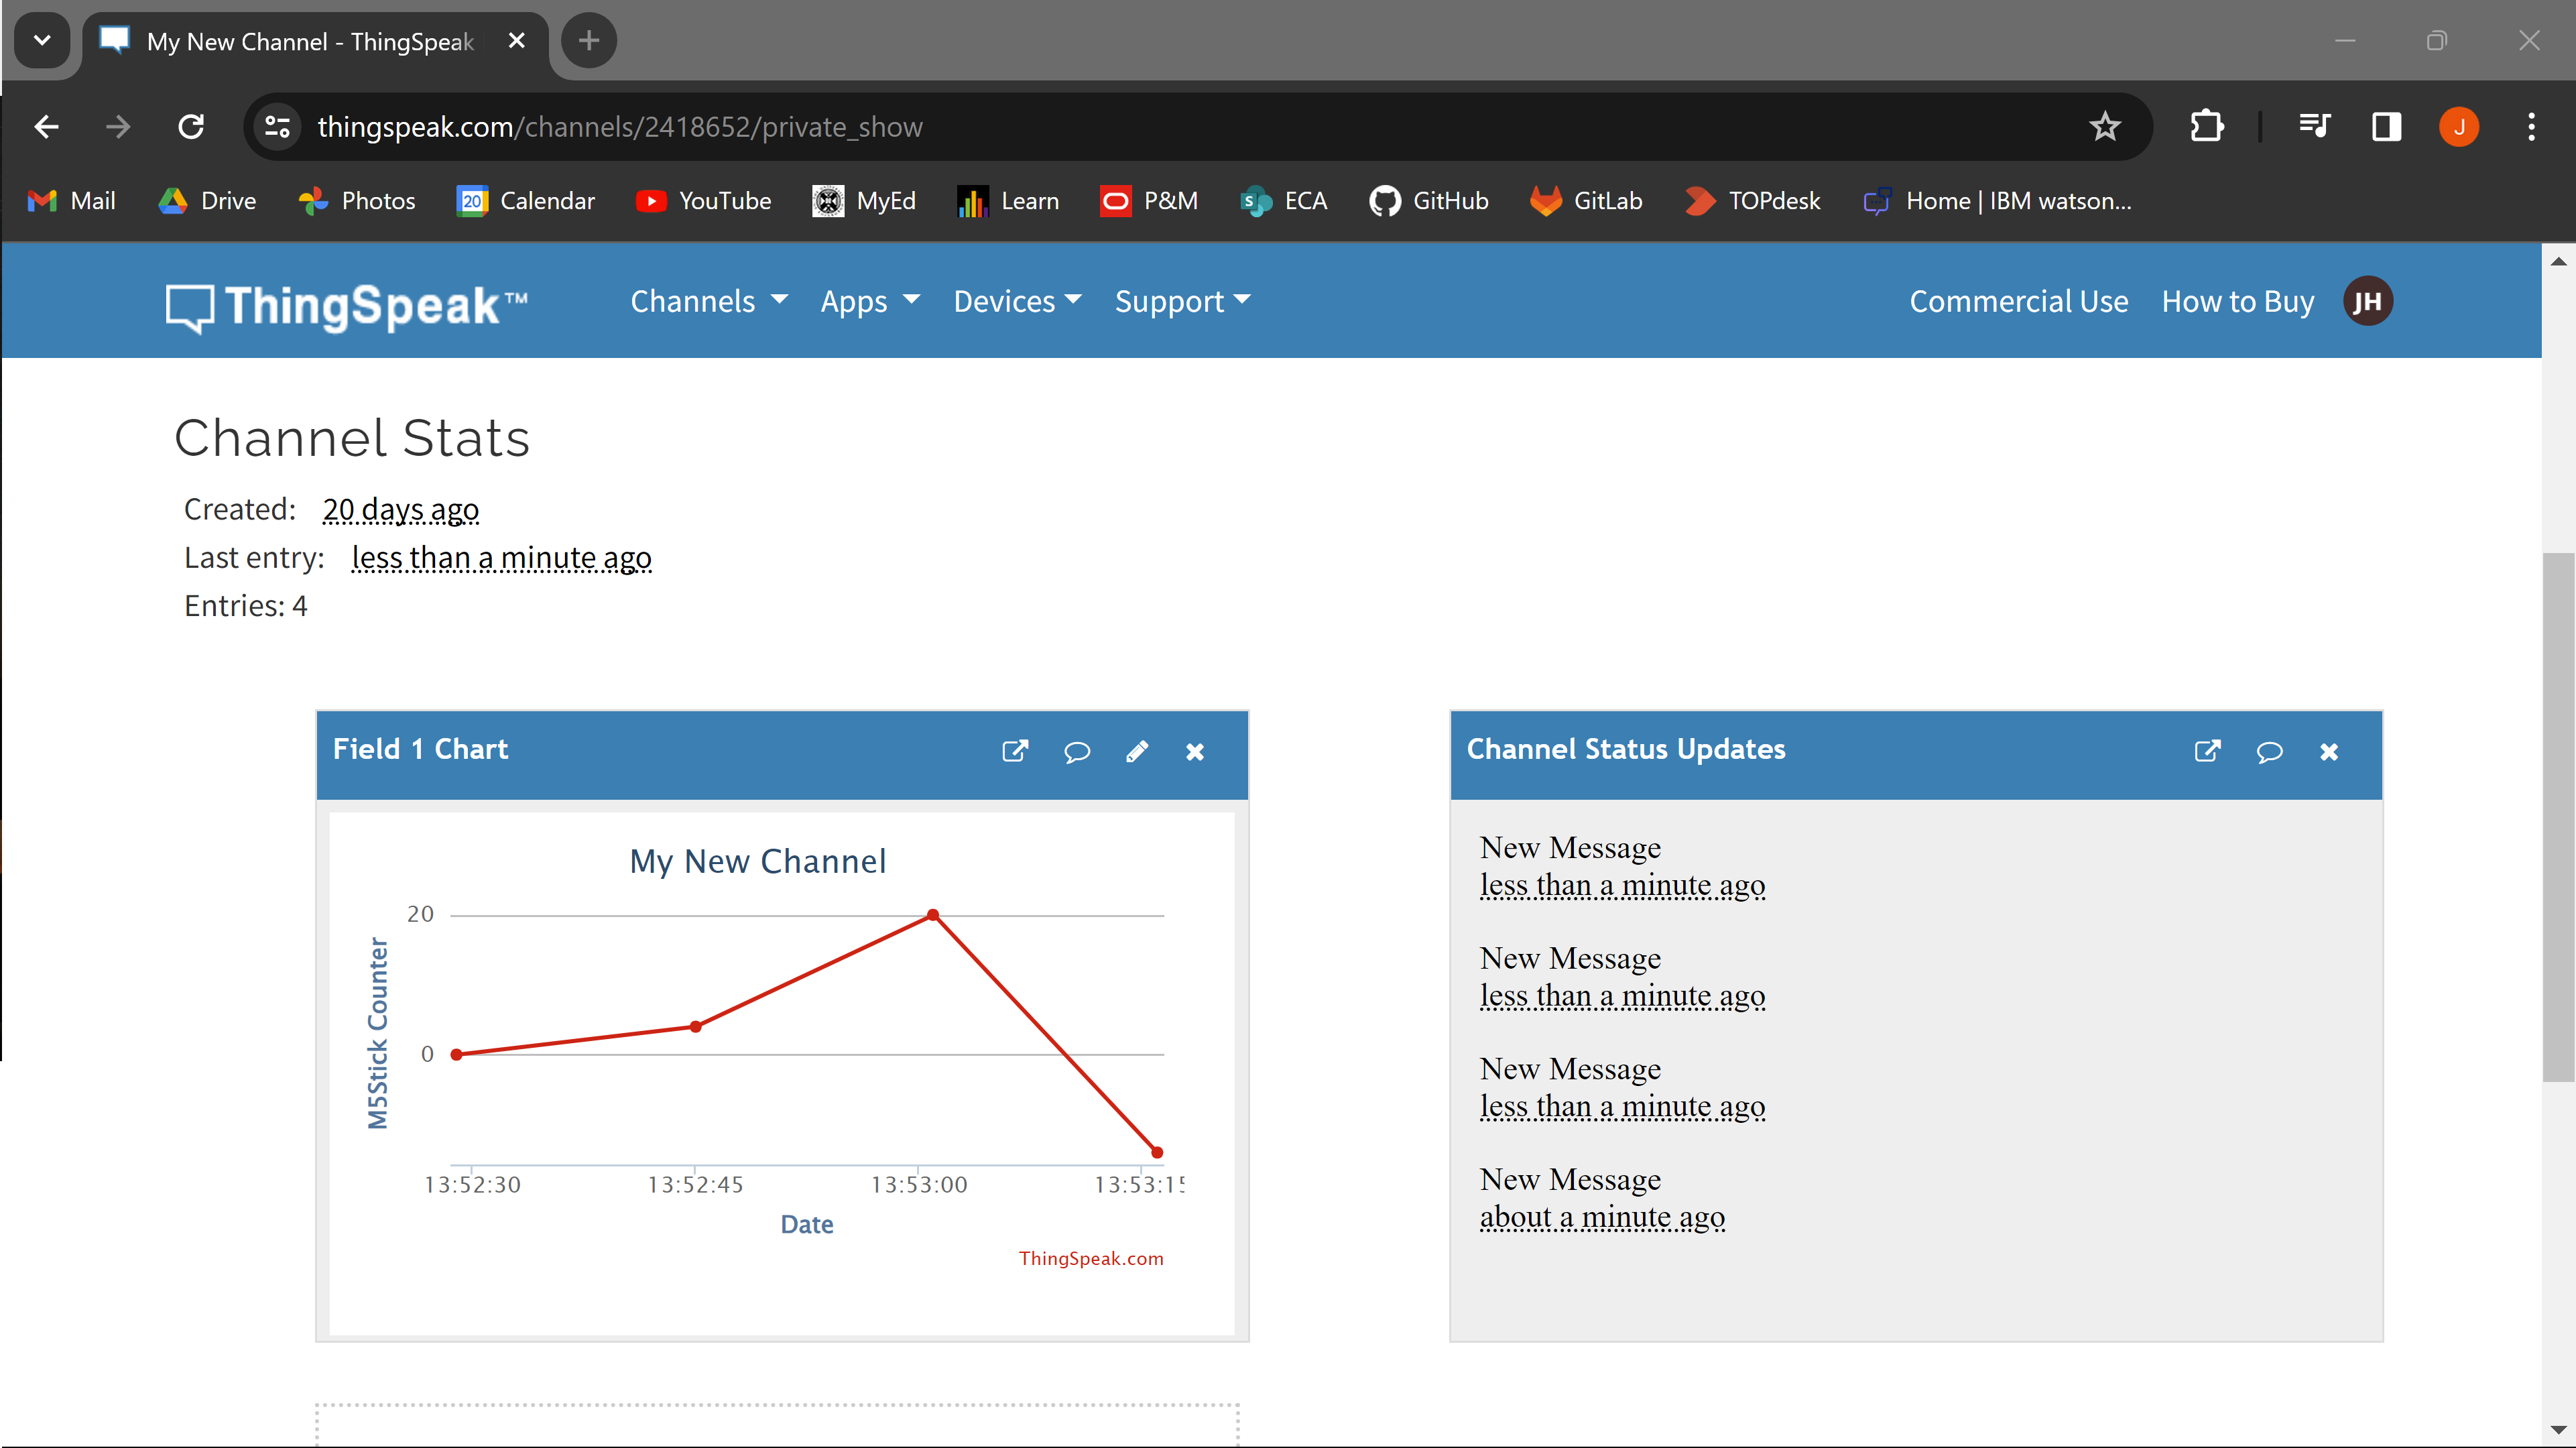 My New Channel - ThingSpeak
thingspeak.com/channels/2418652/private_show
J
Mail Drive Photos 20 Calendar YouTube MyEd Learn P&M S ECA GitHub GitLab TOPdesk Home | IBM watson...
ThingSpeak™ Channels Apps Devices Support Commercial Use How to Buy JH
Channel Stats
Created: 20 days ago
Last entry: less than a minute ago
Entries: 4
Field 1 Chart
My New Channel
20
0
M5Stick Counter
13:52:30 13:52:45 13:53:00 13:53:15
Date
ThingSpeak.com
Channel Status Updates
New Message
less than a minute ago
New Message
less than a minute ago
New Message
less than a minute ago
New Message
about a minute ago